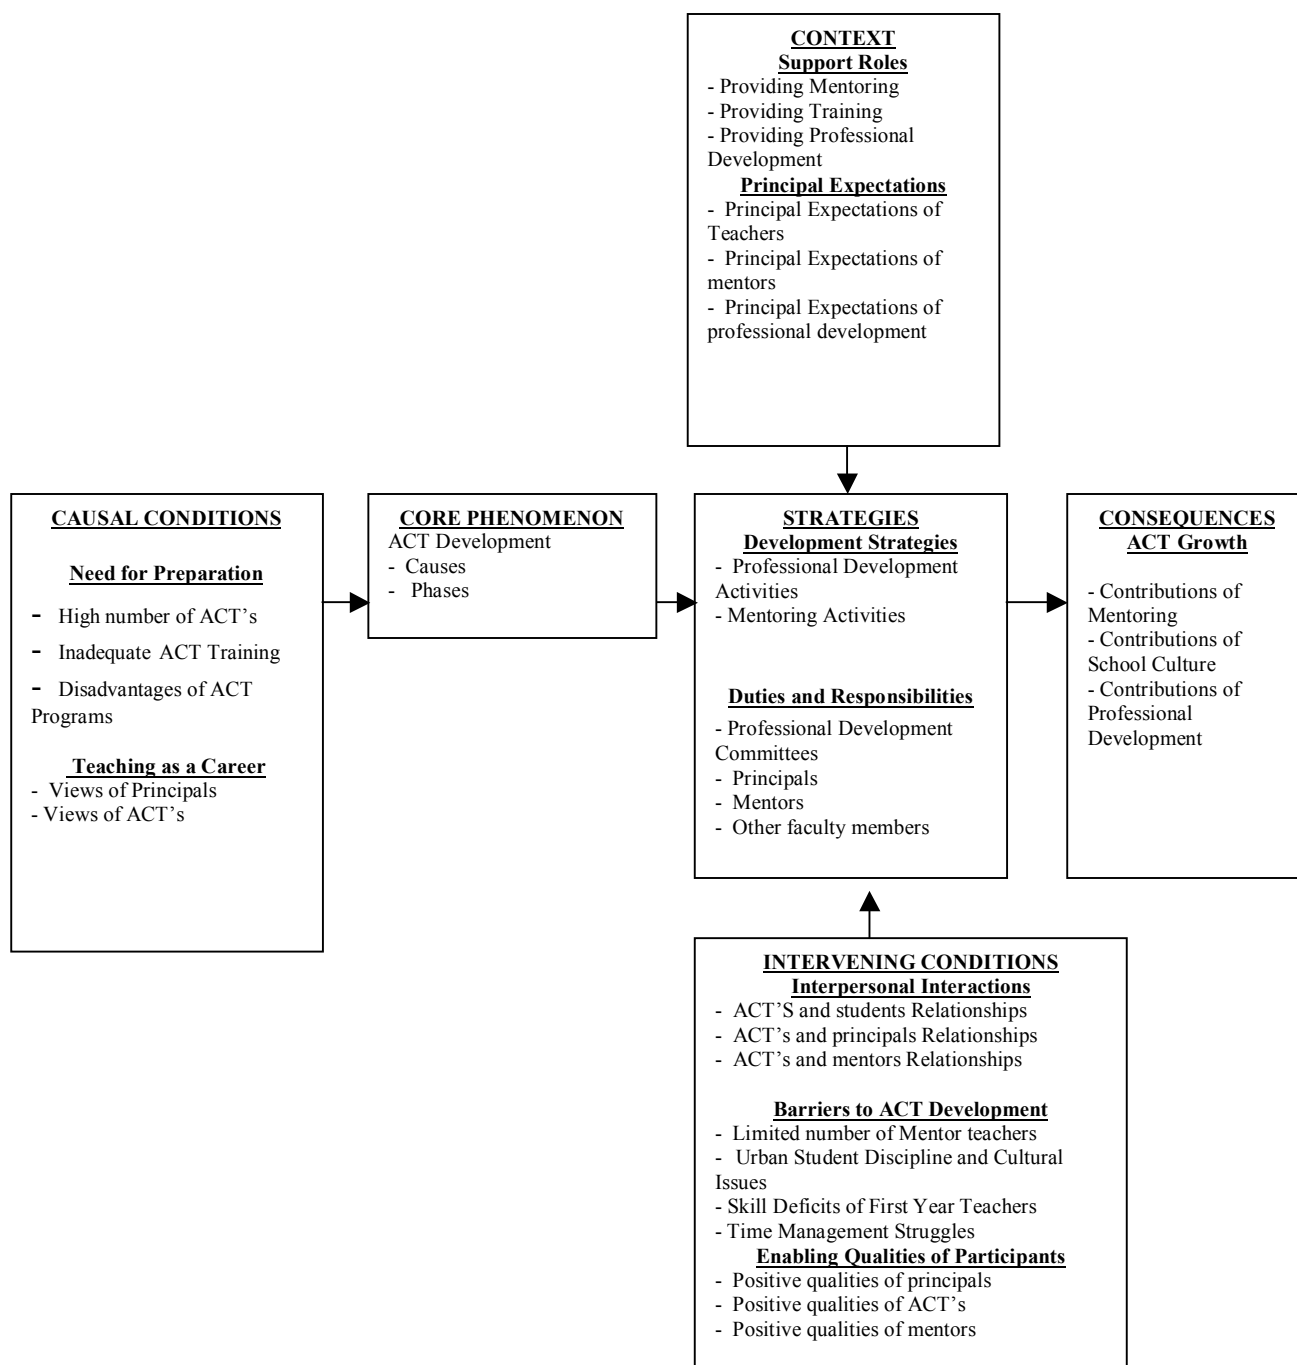 CONTEXT
Support Roles
- Providing Mentoring
- Providing Training
- Providing Professional
Development
Principal Expectations
- Principal Expectations of
Teachers
- Principal Expectations of
mentors
- Principal Expectations of
professional development
CAUSAL CONDITIONS
Need for Preparation
- High number of ACT’s
- Inadequate ACT Training
- Disadvantages of ACT
Programs
Teaching as a Career
- Views of Principals
- Views of ACT’s
CORE PHENOMENON
ACT Development
- Causes
- Phases
STRATEGIES
Development Strategies
- Professional Development
Activities
- Mentoring Activities
Duties and Responsibilities
- Professional Development
Committees
- Principals
- Mentors
- Other faculty members
CONSEQUENCES
ACT Growth
- Contributions of
Mentoring
- Contributions of
School Culture
- Contributions of
Professional
Development
INTERVENING CONDITIONS
Interpersonal Interactions
- ACT’S and students Relationships
- ACT’s and principals Relationships
- ACT’s and mentors Relationships
Barriers to ACT Development
- Limited number of Mentor teachers
- Urban Student Discipline and Cultural
Issues
- Skill Deficits of First Year Teachers
- Time Management Struggles
Enabling Qualities of Participants
- Positive qualities of principals
- Positive qualities of ACT’s
- Positive qualities of mentors